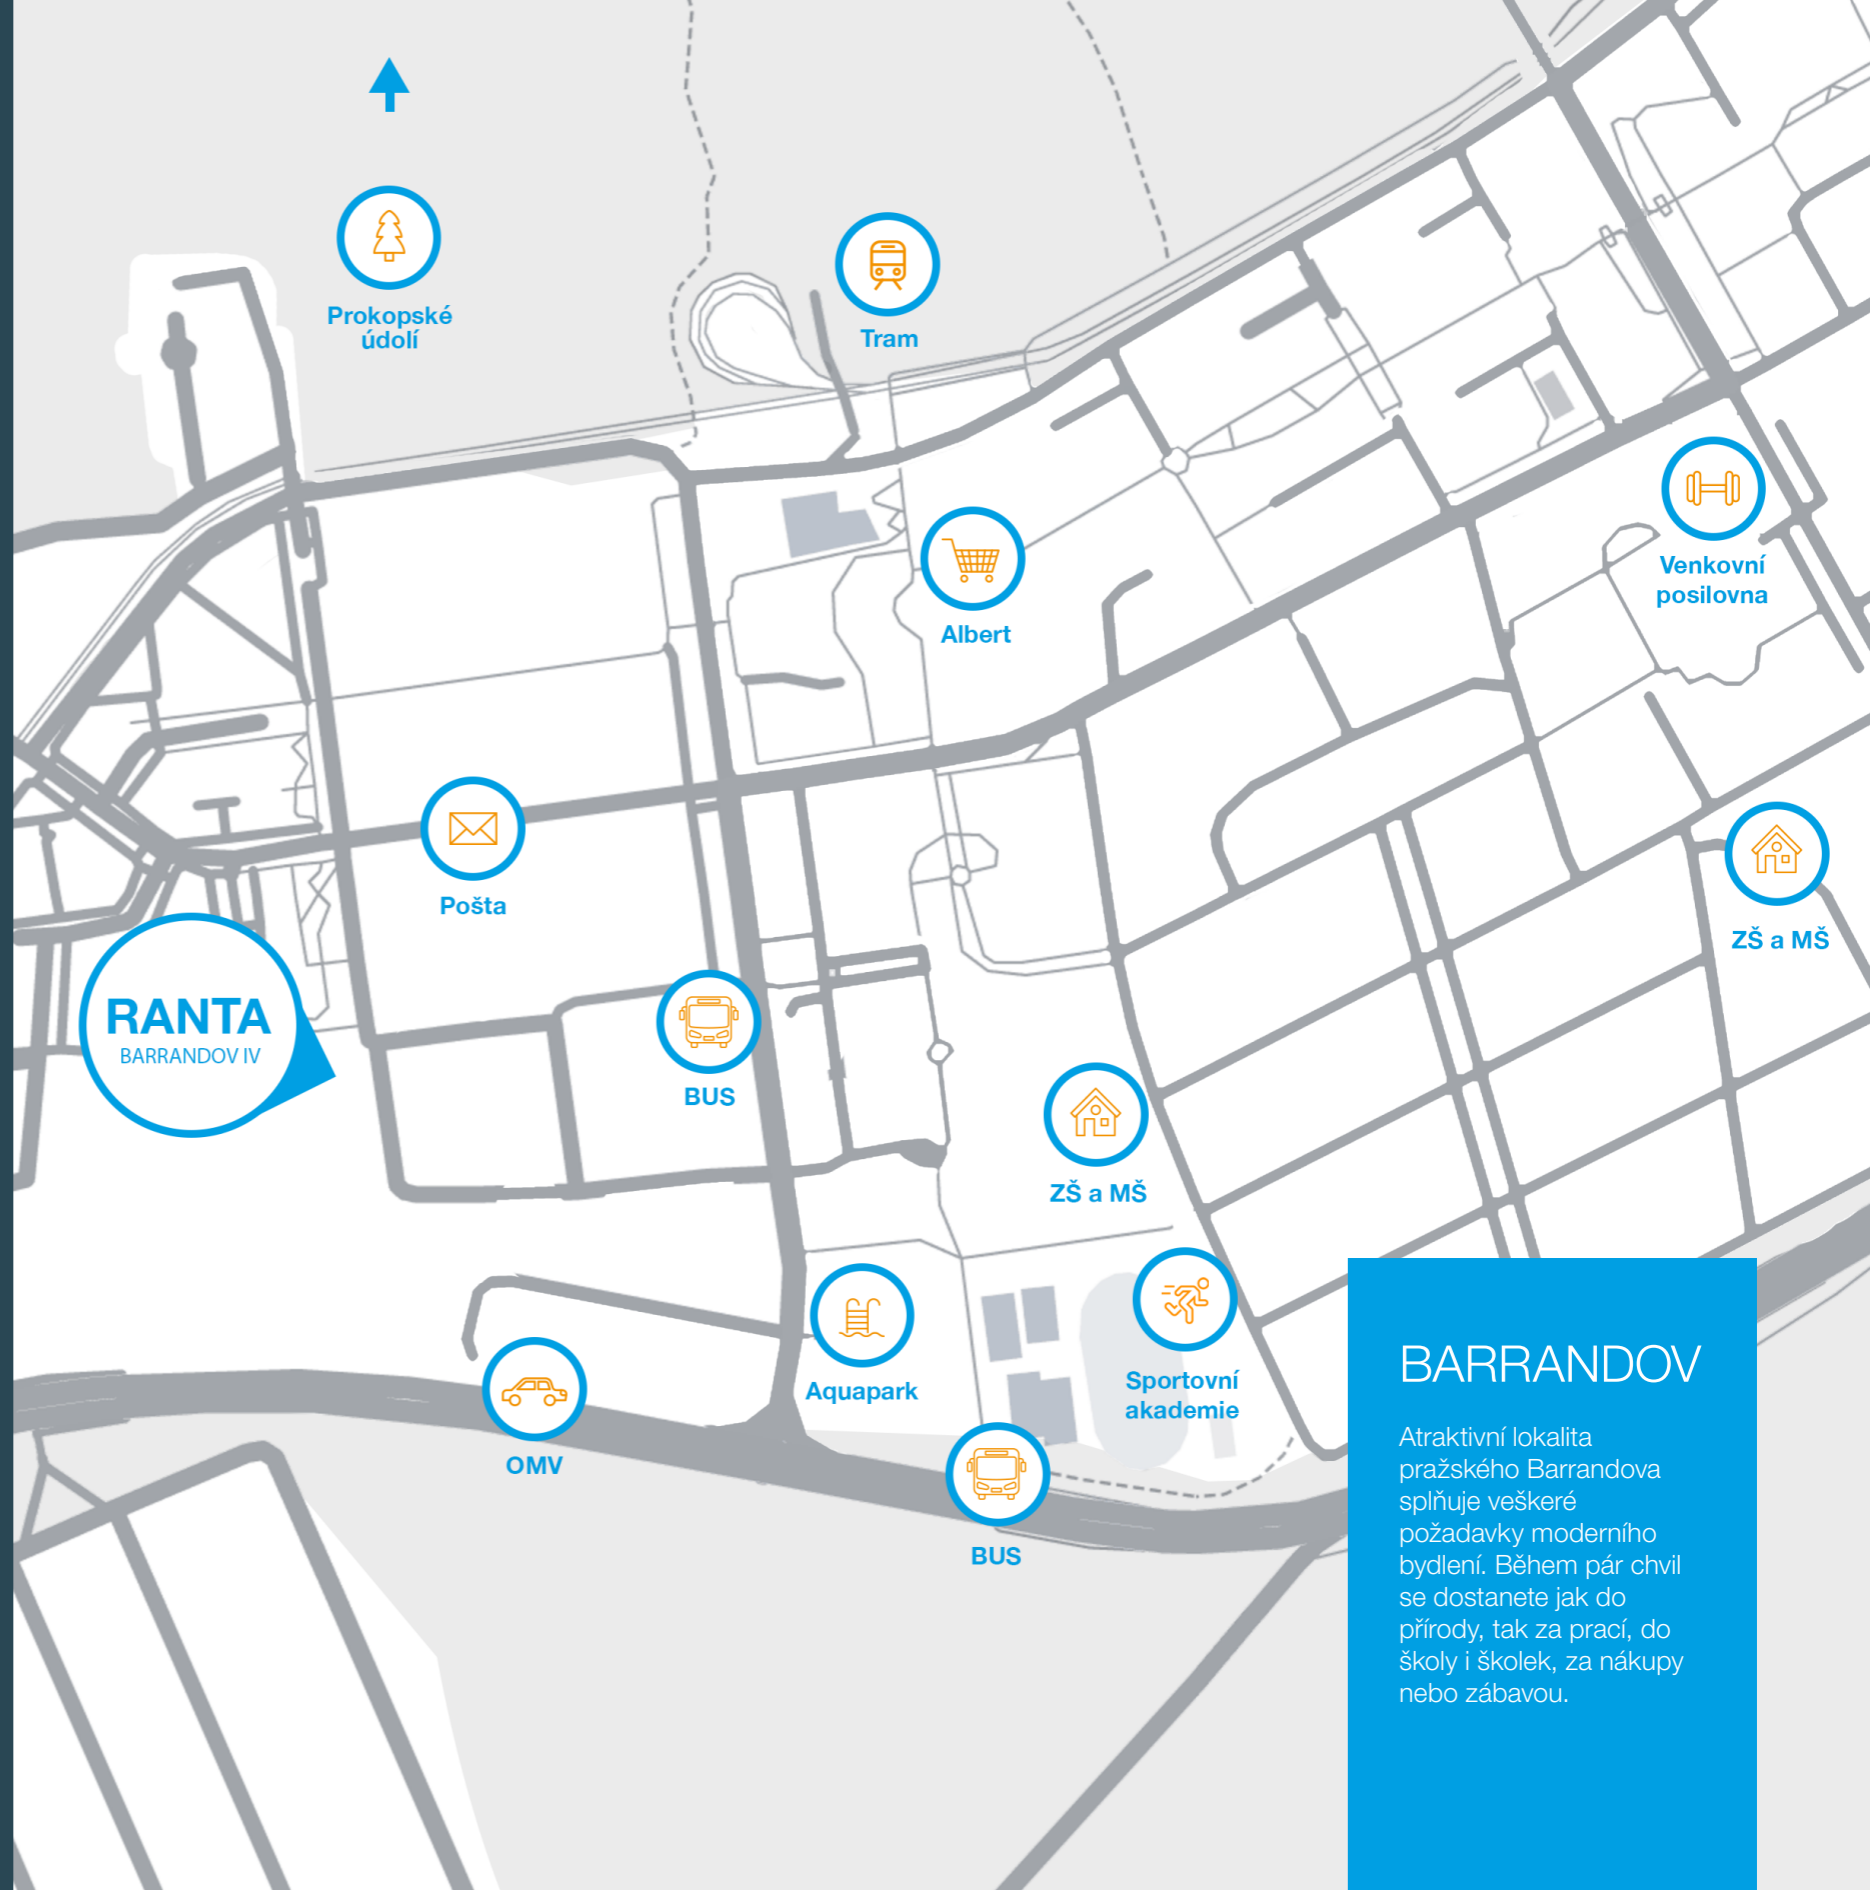 Prokopské
údolí
Tram
Albert
Venkovní
posilovna
Pošta
ZŠ a MŠ
RANTA
BARRANDOV IV
BUS
ZŠ a MŠ
Aquapark
Sportovní
akademie
OMV
BUS
BARRANDOV
Atraktivní lokalita
pražského Barrandova
splňuje veškeré
požadavky moderního
bydlení. Během pár chvil
se dostanete jak do
přírody, tak za prací, do
školy i školek, za nákupy
nebo zábavou.